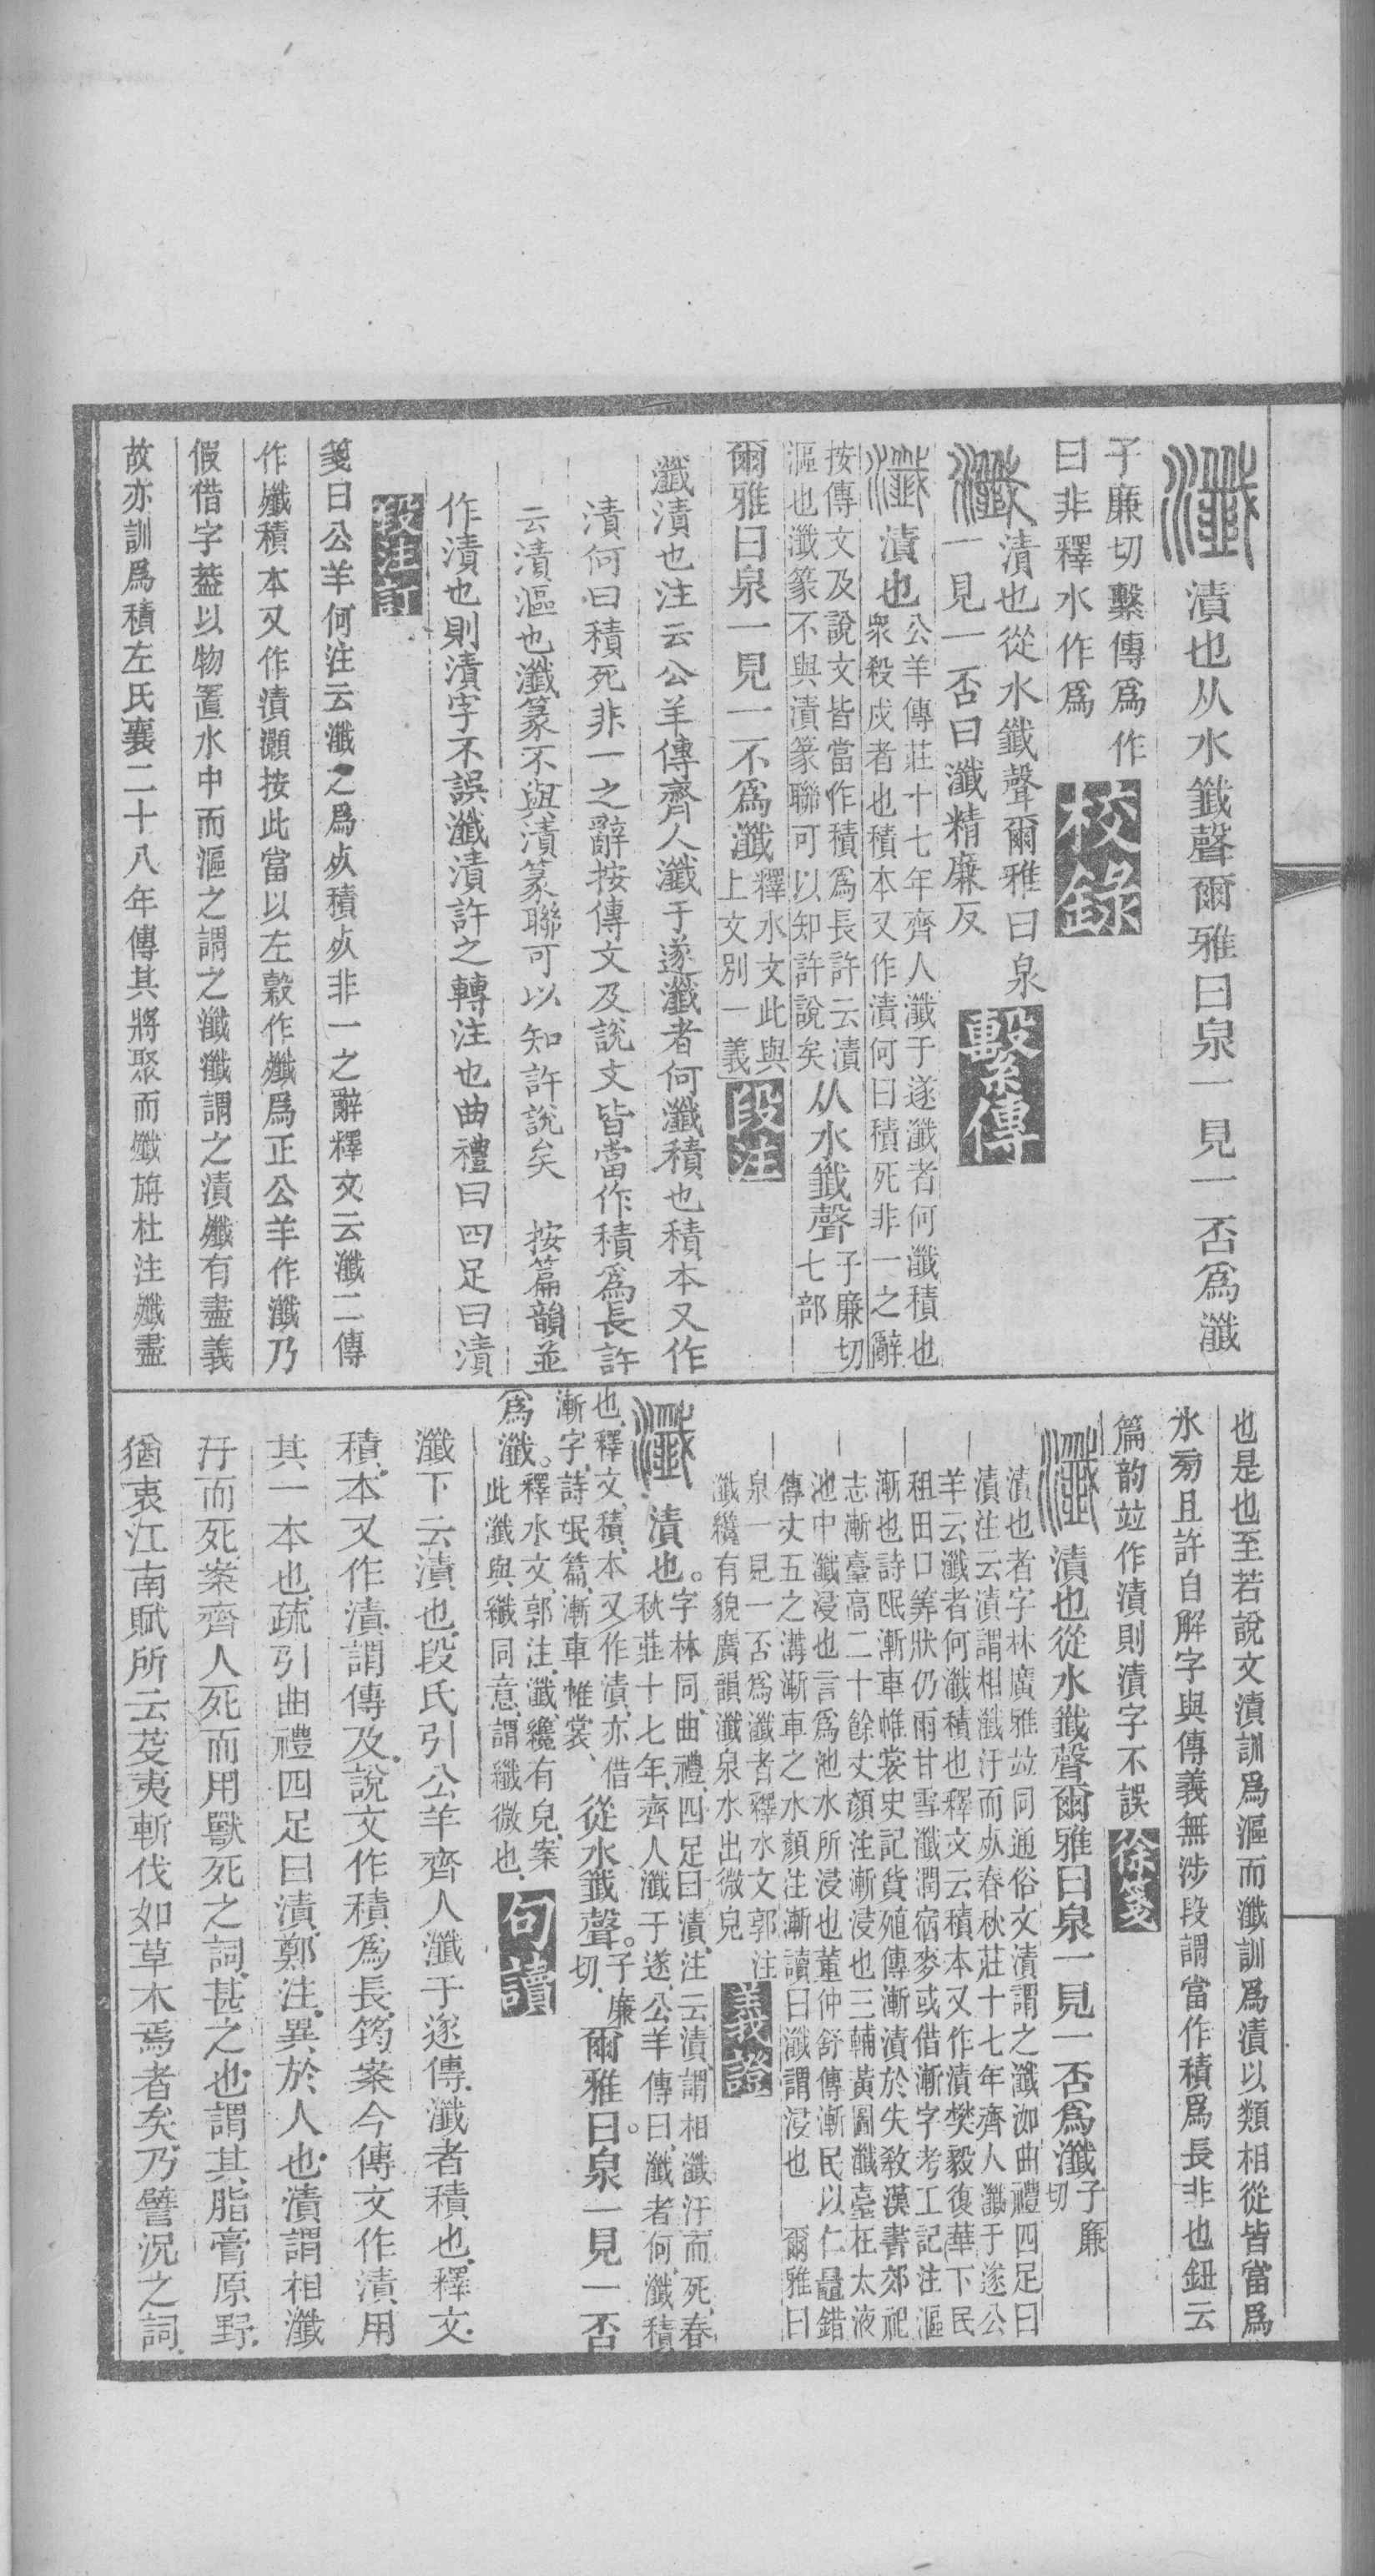 瀸 漬也从水韱聲爾雅曰泉一見一否爲瀸
子廉切繫傳爲作
曰非釋水作爲
校錄
瀸 漬也從水韱聲爾雅曰泉
一見一否曰瀸精廉反
繫傳
瀸 漬也
公羊傳莊十七年齊人瀸于遂瀸者何瀸積也
衆殺戍者也積本又作漬何曰積死非一之辭
按傳文及說文皆當作積爲長許云漬
漚也瀸篆不與漬篆聯可以知許說矣
从水韱聲
子廉切
七部
爾雅曰泉一見一不爲瀸
釋水文此與
上文別一義
段注
瀸漬也注云公羊傳齊人瀸于遂瀸者何瀸積也積本又作
漬何曰積死非一之辭按傳文及說文皆當作積爲長許
云漬漚也瀸篆不與漬篆聯可以知許說矣 按篇韻並
作漬也則漬字不誤瀸漬許之轉注也曲禮曰四足曰漬
段注訂
箋曰公羊何注云瀸之爲㱙積㱙非一之辭釋文云瀸二傳
作殲積本又作漬灝按此當以左穀作殲爲正公羊作瀸乃
假借字葢以物置水中而漚之謂之瀸瀸謂之漬殲有盡義
故亦訓爲積左氏襄二十八年傳其將聚而殲旃杜注殲盡
也是也至若說文漬訓爲漚而瀸訓爲漬以類相從皆當爲
水㫄且許自解字與傳義無涉段謂當作積爲長非也鈕云
篇韵竝作漬則漬字不誤
徐箋
瀸 漬也從水韱聲爾雅曰泉一見一否爲瀸
子廉
切
漬也者字林廣雅竝同通俗文漬謂之瀸洳曲禮四足曰
漬注云漬謂相瀸汙而㱙春秋莊十七年齊人瀸于遂公
羊云瀸者何瀸積也釋文云積本又作漬樊毅復華下民
租田口筭狀仍雨甘雪瀸潤宿麥或借漸字考工記注漚
漸也詩氓漸車帷裳史記貨殖傳漸漬於失敎漢書郊祀
志漸臺高二十餘丈顏注漸浸也三輔黃圖瀸臺在太液
池中瀸浸也言爲池水所浸也董仲舒傳漸民以仁鼂錯
傳丈五之溝漸車之水顏注漸讀曰瀸謂浸也 爾雅曰
泉一見一否爲瀸者釋水文郭注
瀸纔有貌廣韻瀸泉水出微皃
義證
瀸 漬也。
字林同、曲禮、四足曰漬、注云漬、謂相瀸汙而死、春
秋莊十七年、齊人瀸于遂、公羊傳曰、瀸者何、瀸積
也、釋文、積、本又作漬、亦借
漸字、詩氓篇、漸車帷裳、
從水韱聲。
子廉
切、
爾雅曰。泉一見一否
爲瀸。
釋水文、郭注、瀸、纔有皃、案
此瀸與纖同意、謂纖微也、
句讀
瀸下云漬也、段氏引公羊齊人瀸于遂傳、瀸者積也、釋文、
積、本又作漬、謂傳及說文作積、爲長、筠案今傳文作漬、用
其一本也、疏引曲禮四足曰漬、鄭注、異於人也、漬謂相瀸
汙而死、案齊人死而用獸死之詞、甚之也、謂其脂膏原野、
猶哀江南賦所云芟夷斬伐如草木焉者矣、乃譬況之詞、